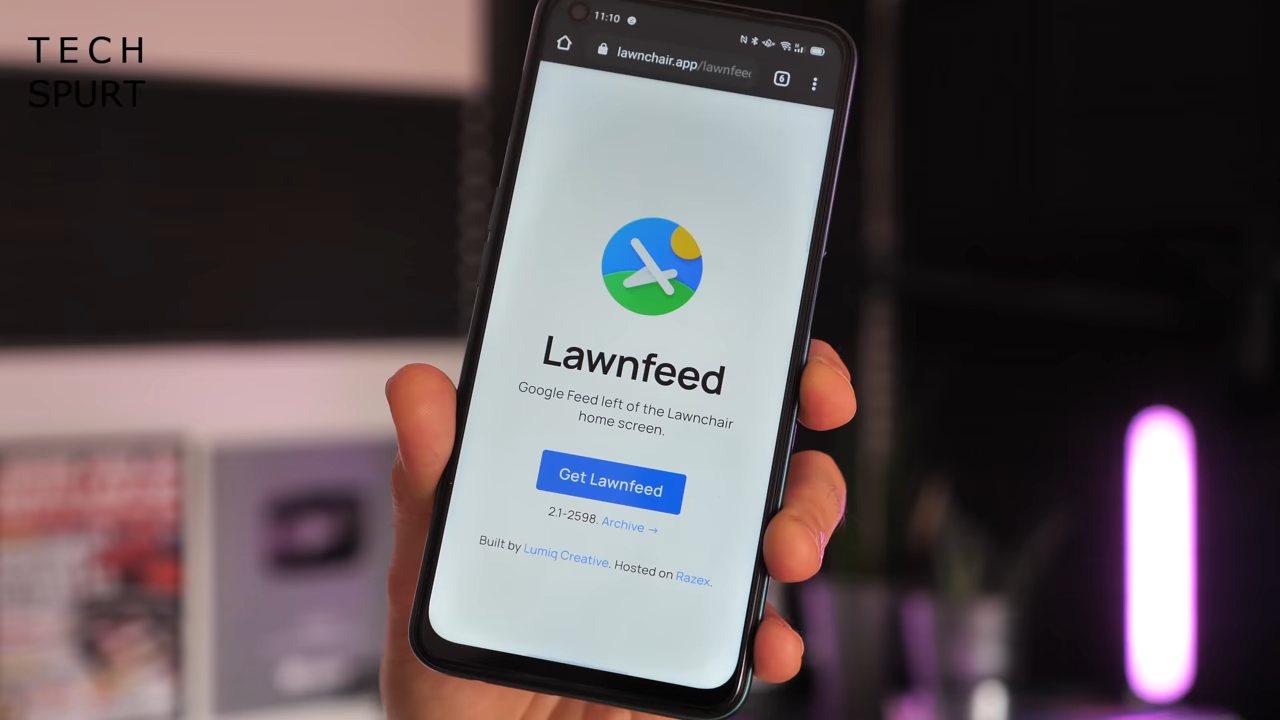 TECH
SPURT
11:10
lawnchair.app/lawnfeed
6
Lawnfeed
Google Feed left of the Lawnchair
home screen.
Get Lawnfeed
2.1-2598. Archive →
Built by Lumiq Creative. Hosted on Razex.